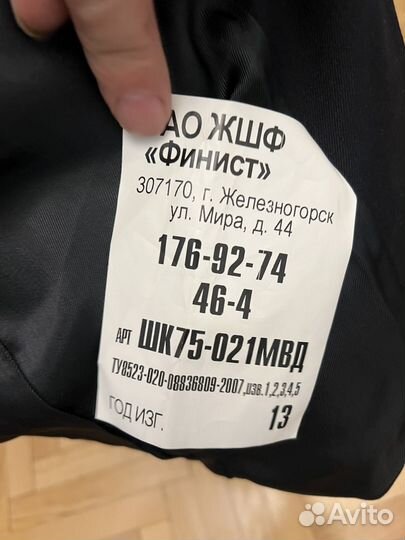 АО ЖШФ
«Финист»
307170, г. Железногорск
ул. Мира, д. 44
176-92-74
46-4
АРТ ШК75-021МВД
ТУ8523-020-08836809-2007,изв.1,2,3,4,5
ГОД ИЗГ. 13
Avito